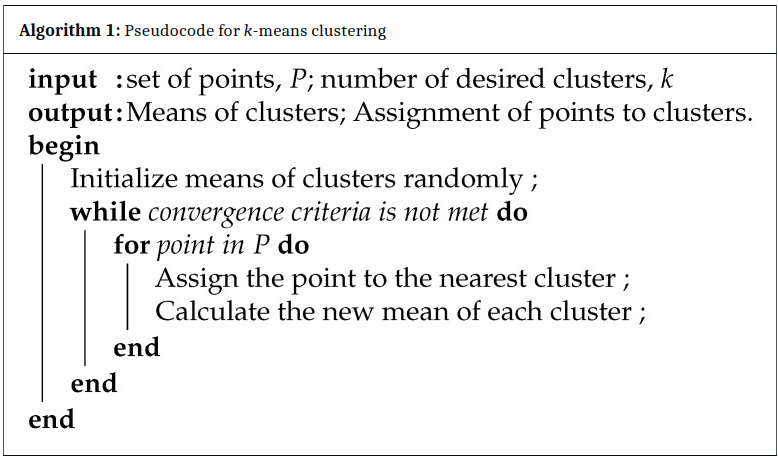 Algorithm 1: Pseudocode for k-means clustering
input :set of points, P; number of desired clusters, k
output:Means of clusters; Assignment of points to clusters.
begin
Initialize means of clusters randomly ;
while convergence criteria is not met do
for point in P do
Assign the point to the nearest cluster ;
Calculate the new mean of each cluster ;
end
end
end